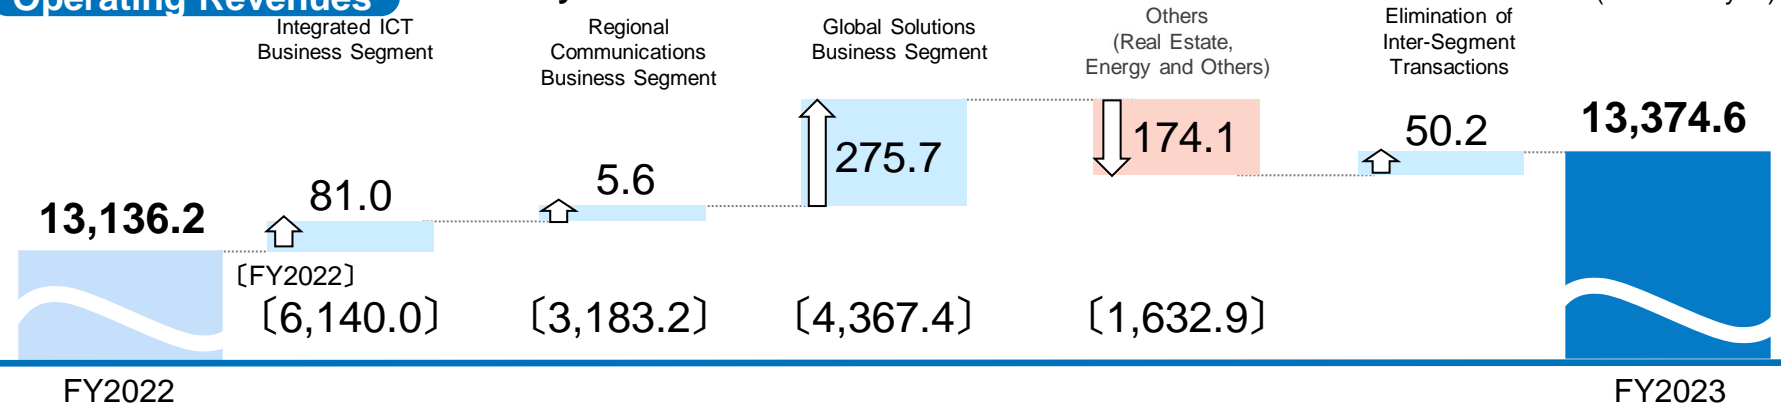 Operating Revenues
Integrated ICT
Business Segment
Regional
Communications
Business Segment
Global Solutions
Business Segment
Others
(Real Estate,
Energy and Others)
Elimination of
Inter-Segment
Transactions
13,136.2
81.0
5.6
275.7
174.1
50.2
13,374.6
〔FY2022〕
〔6,140.0〕
〔3,183.2〕
〔4,367.4〕
〔1,632.9〕
FY2022
FY2023